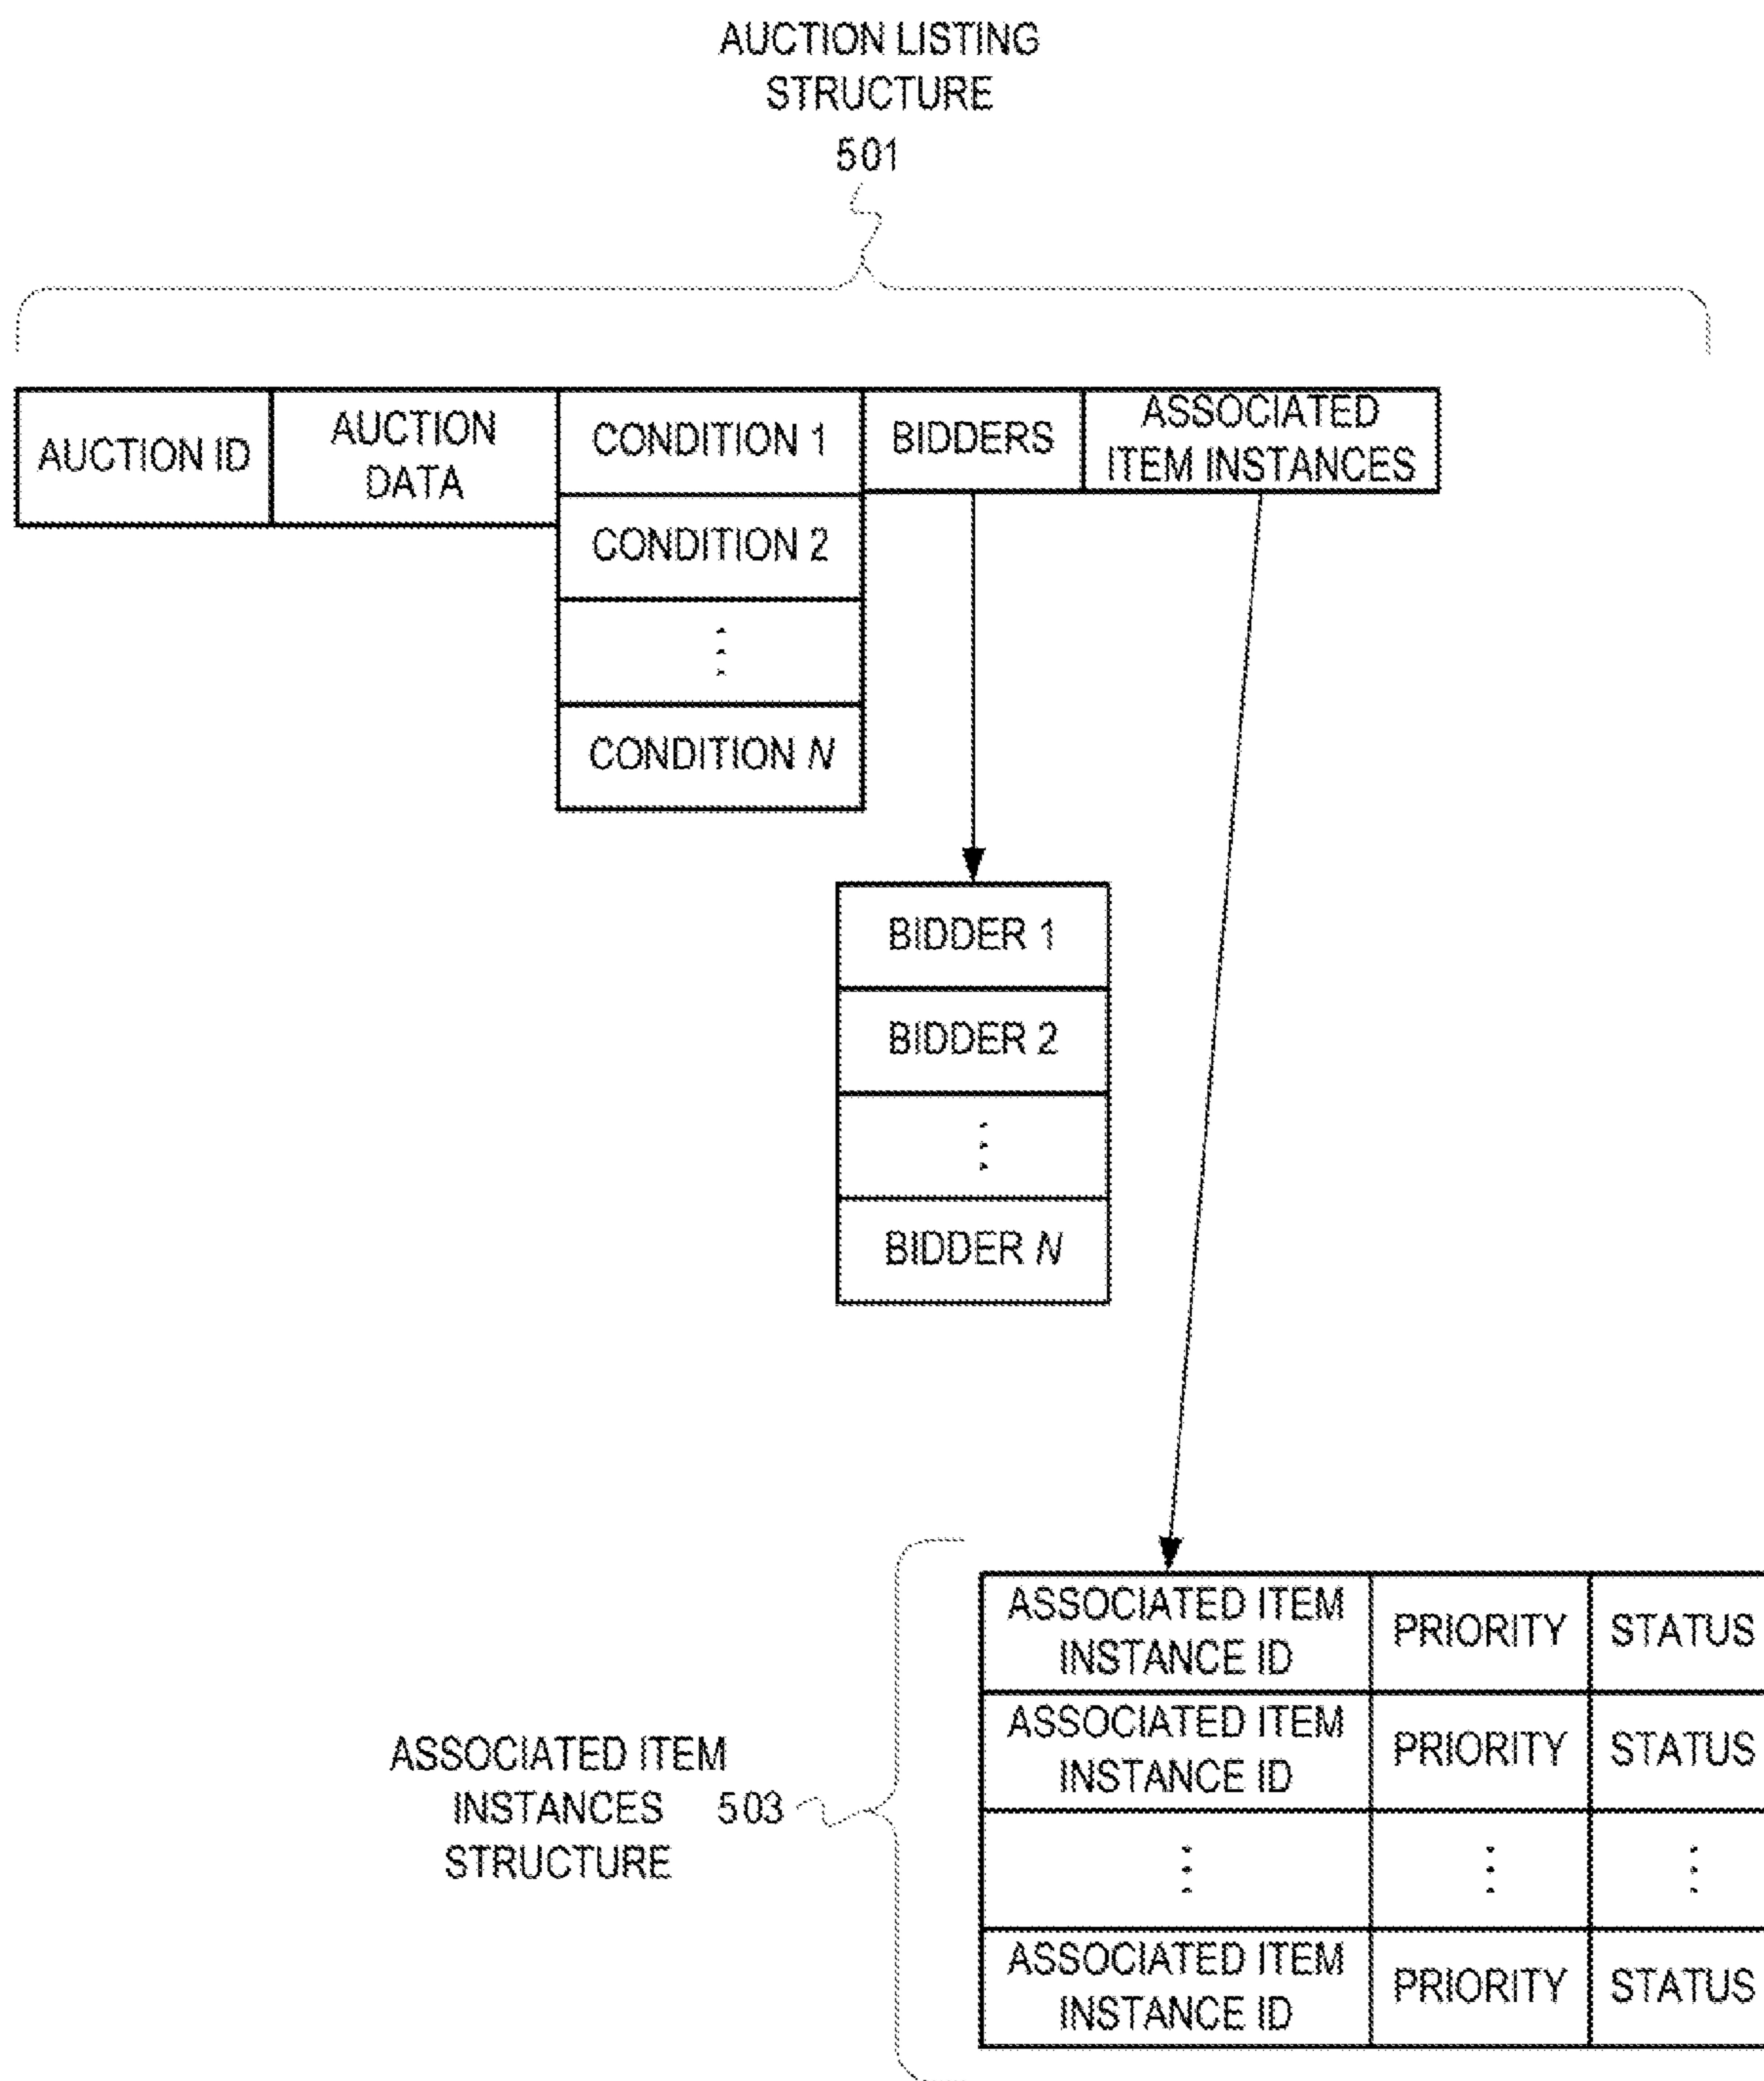 AUCTION LISTING
STRUCTURE
501
AUCTION ID
AUCTION
DATA
CONDITION 1
CONDITION 2
CONDITION N
BIDDERS
ASSOCIATED
ITEM INSTANCES
BIDDER 1
BIDDER 2
BIDDER N
ASSOCIATED ITEM
INSTANCES 503
STRUCTURE
ASSOCIATED ITEM
INSTANCE ID
PRIORITY
STATUS
ASSOCIATED ITEM
INSTANCE ID
PRIORITY
STATUS
ASSOCIATED ITEM
INSTANCE ID
PRIORITY
STATUS